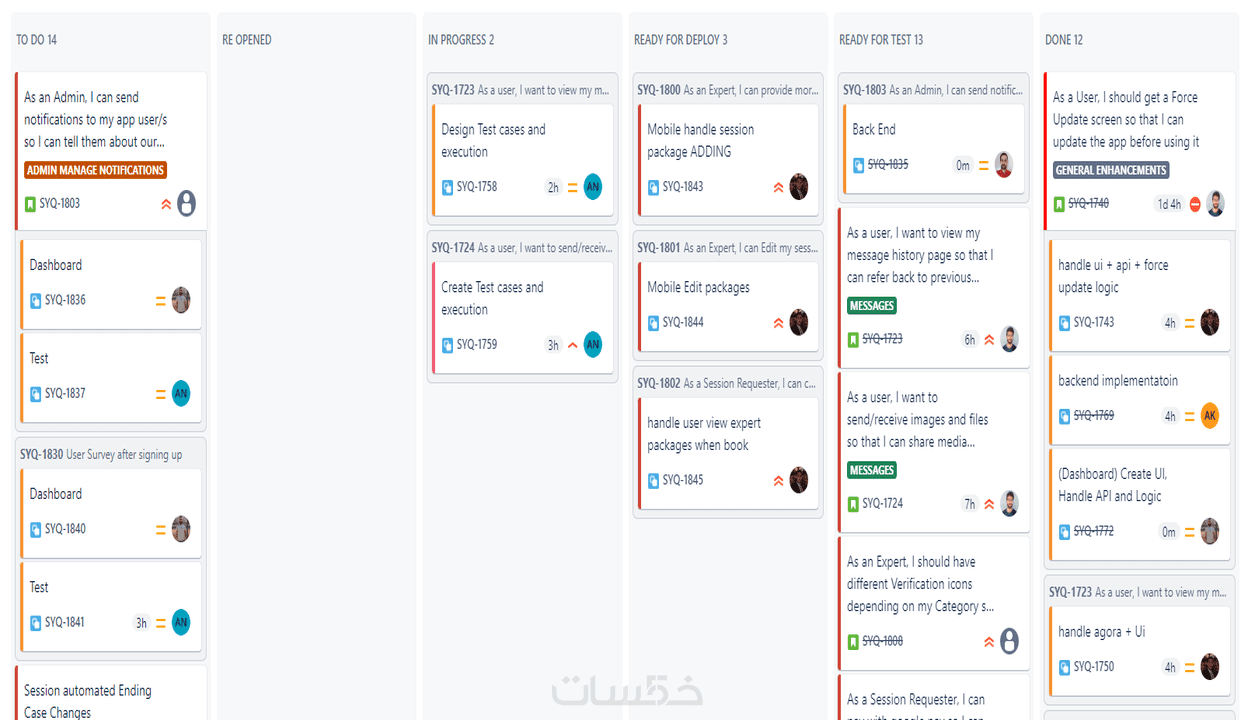 TO DO 14
As an Admin, I can send
notifications to my app user/s
so I can tell them about our...
ADMIN MANAGE NOTIFICATIONS
SYQ-1803
Dashboard
SYQ-1836
Test
SYQ-1837
AN
SYQ-1830 User Survey after signing up
Dashboard
SYQ-1840
Test
SYQ-1841 3h AN
Session automated Ending
Case Changes
RE OPENED
IN PROGRESS 2
SYQ-1723 As a user, I want to view my m...
Design Test cases and
execution
SYQ-1758 2h AN
SYQ-1724 As a user, I want to send/receiv...
Create Test cases and
execution
SYQ-1759 3h AN
READY FOR DEPLOY 3
SYQ-1800 As an Expert, I can provide mor...
Mobile handle session
package ADDING
SYQ-1843
SYQ-1801 As an Expert, I can Edit my sess...
Mobile Edit packages
SYQ-1844
SYQ-1802 As a Session Requester, I can c...
handle user view expert
packages when book
SYQ-1845
READY FOR TEST 13
SYQ-1803 As an Admin, I can send notific...
Back End
SYQ-1835 0m
As a user, I want to view my
message history page so that I
can refer back to previous...
MESSAGES
SYQ-1723 6h
As a user, I want to
send/receive images and files
so that I can share media...
MESSAGES
SYQ-1724 7h
As an Expert, I should have
different Verification icons
depending on my Category s...
SYQ-1808
As a Session Requester, I can
pay with google pay so I can
DONE 12
As a User, I should get a Force
Update screen so that I can
update the app before using it
GENERAL ENHANCEMENTS
SYQ-1740 1d 4h
handle ui + api + force
update logic
SYQ-1743 4h
backend implementatoin
SYQ-1769 4h AK
(Dashboard) Create UI,
Handle API and Logic
SYQ-1772 0m
SYQ-1723 As a user, I want to view my m...
handle agora + Ui
SYQ-1750 4h
خمسات